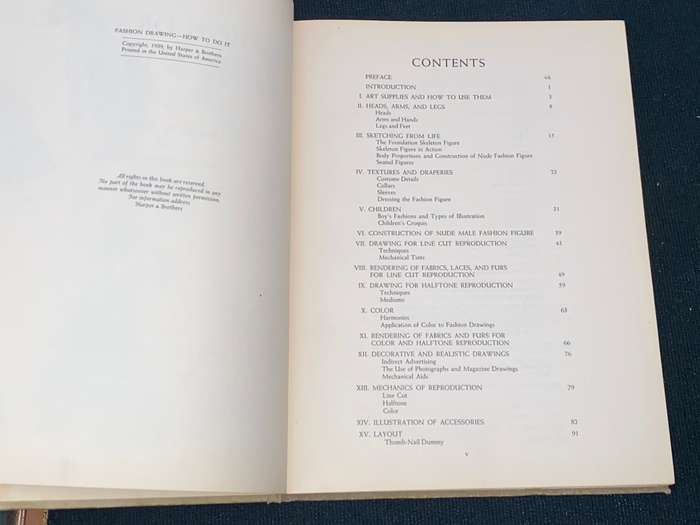 FASHION DRAWING—HOW TO DO IT
Copyright, 1939, by Harper & Brothers
Printed in the United States of America
All rights in this book are reserved.
No part of the book may be reproduced in any
manner whatsoever without written permission.
For information address
Harper & Brothers
CONTENTS
PREFACE
INTRODUCTION 1
I. ART SUPPLIES AND HOW TO USE THEM 3
II. HEADS, ARMS, AND LEGS
Heads
Arms and Hands
Legs and Feet
III. SKETCHING FROM LIFE
The Foundation Skeleton Figure
Skeleton Figure in Action
Body Proportions and Construction of Nude Fashion Figure
Seated Figures
IV. TEXTURES AND DRAPERIES
Costume Details
Collars
Sleeves
Dressing the Fashion Figure
V. CHILDREN 31
Boy's Fashions and Types of Illustration
Children's Croquis
VI. CONSTRUCTION OF NUDE MALE FASHION FIGURE 39
VII. DRAWING FOR LINE CUT REPRODUCTION 41
Techniques
Mechanical Tints
VIII. RENDERING OF FABRICS, LACES, AND FURS
FOR LINE CUT REPRODUCTION 49
IX. DRAWING FOR HALFTONE REPRODUCTION 59
Techniques
Mediums
X. COLOR 63
Harmonies
Application of Color to Fashion Drawings
XI. RENDERING OF FABRICS AND FURS FOR
COLOR AND HALFTONE REPRODUCTION 66
XII. DECORATIVE AND REALISTIC DRAWINGS 76
Indirect Advertising
The Use of Photographs and Magazine Drawings
Mechanical Aids
XIII. MECHANICS OF REPRODUCTION 79
Line Cut
Halftone
Color
XIV. ILLUSTRATION OF ACCESSORIES 82
XV. LAYOUT 91
Thumb-Nail Dummy
v